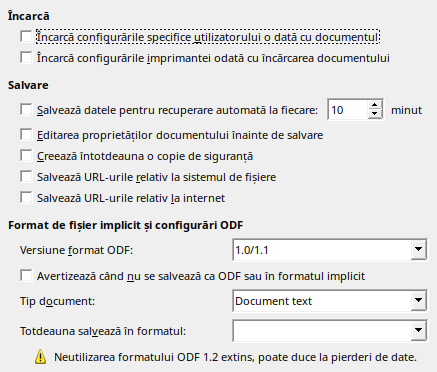 Încarcă
Încarcă configurările specifice utilizatorului o dată cu documentul
Încarcă configurările imprimantei odată cu încărcarea documentului
Salvare
Salvează datele pentru recuperare automată la fiecare: 10 minut
Editarea proprietăților documentului înainte de salvare
Creează întotdeauna o copie de siguranță
Salvează URL-urile relativ la sistemul de fișiere
Salvează URL-urile relativ la internet
Format de fișier implicit și configurări ODF
Versiune format ODF: 1.0/1.1
Avertizează când nu se salvează ca ODF sau în formatul implicit
Tip document: Document text
Totdeauna salvează în formatul:
Neutilizarea formatului ODF 1.2 extins, poate duce la pierderi de date.